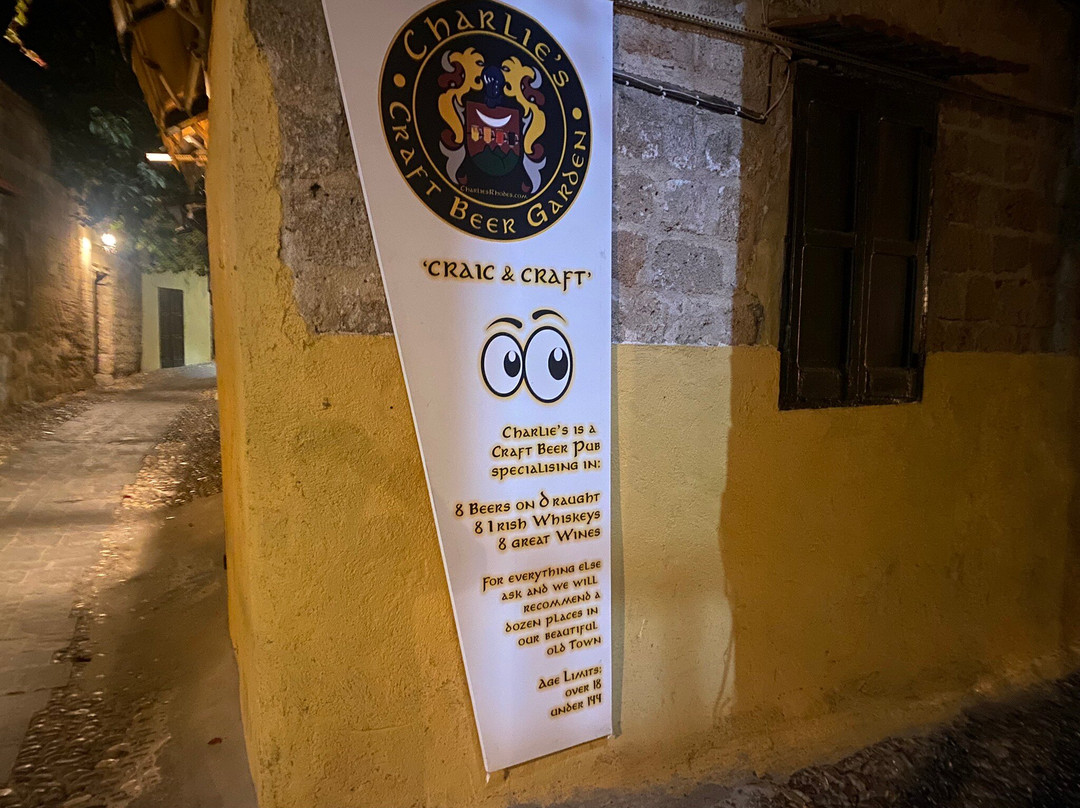 CHARLIE'S
CRAFT BEER GARDEN
CHARLIESRHODES.COM
'CRAIC & CRAFT'
CHARLIE'S IS A
CRAFT BEER PUB
SPECIALISING IN:
8 BEERS ON DRAUGHT
8 IRISH WHISKEYS
8 GREAT WINES
FOR EVERYTHING ELSE
ASK AND WE WILL
RECOMMEND A
DOZEN PLACES IN
OUR BEAUTIFUL
OLD TOWN
AGE LIMITS:
OVER 18
UNDER 144